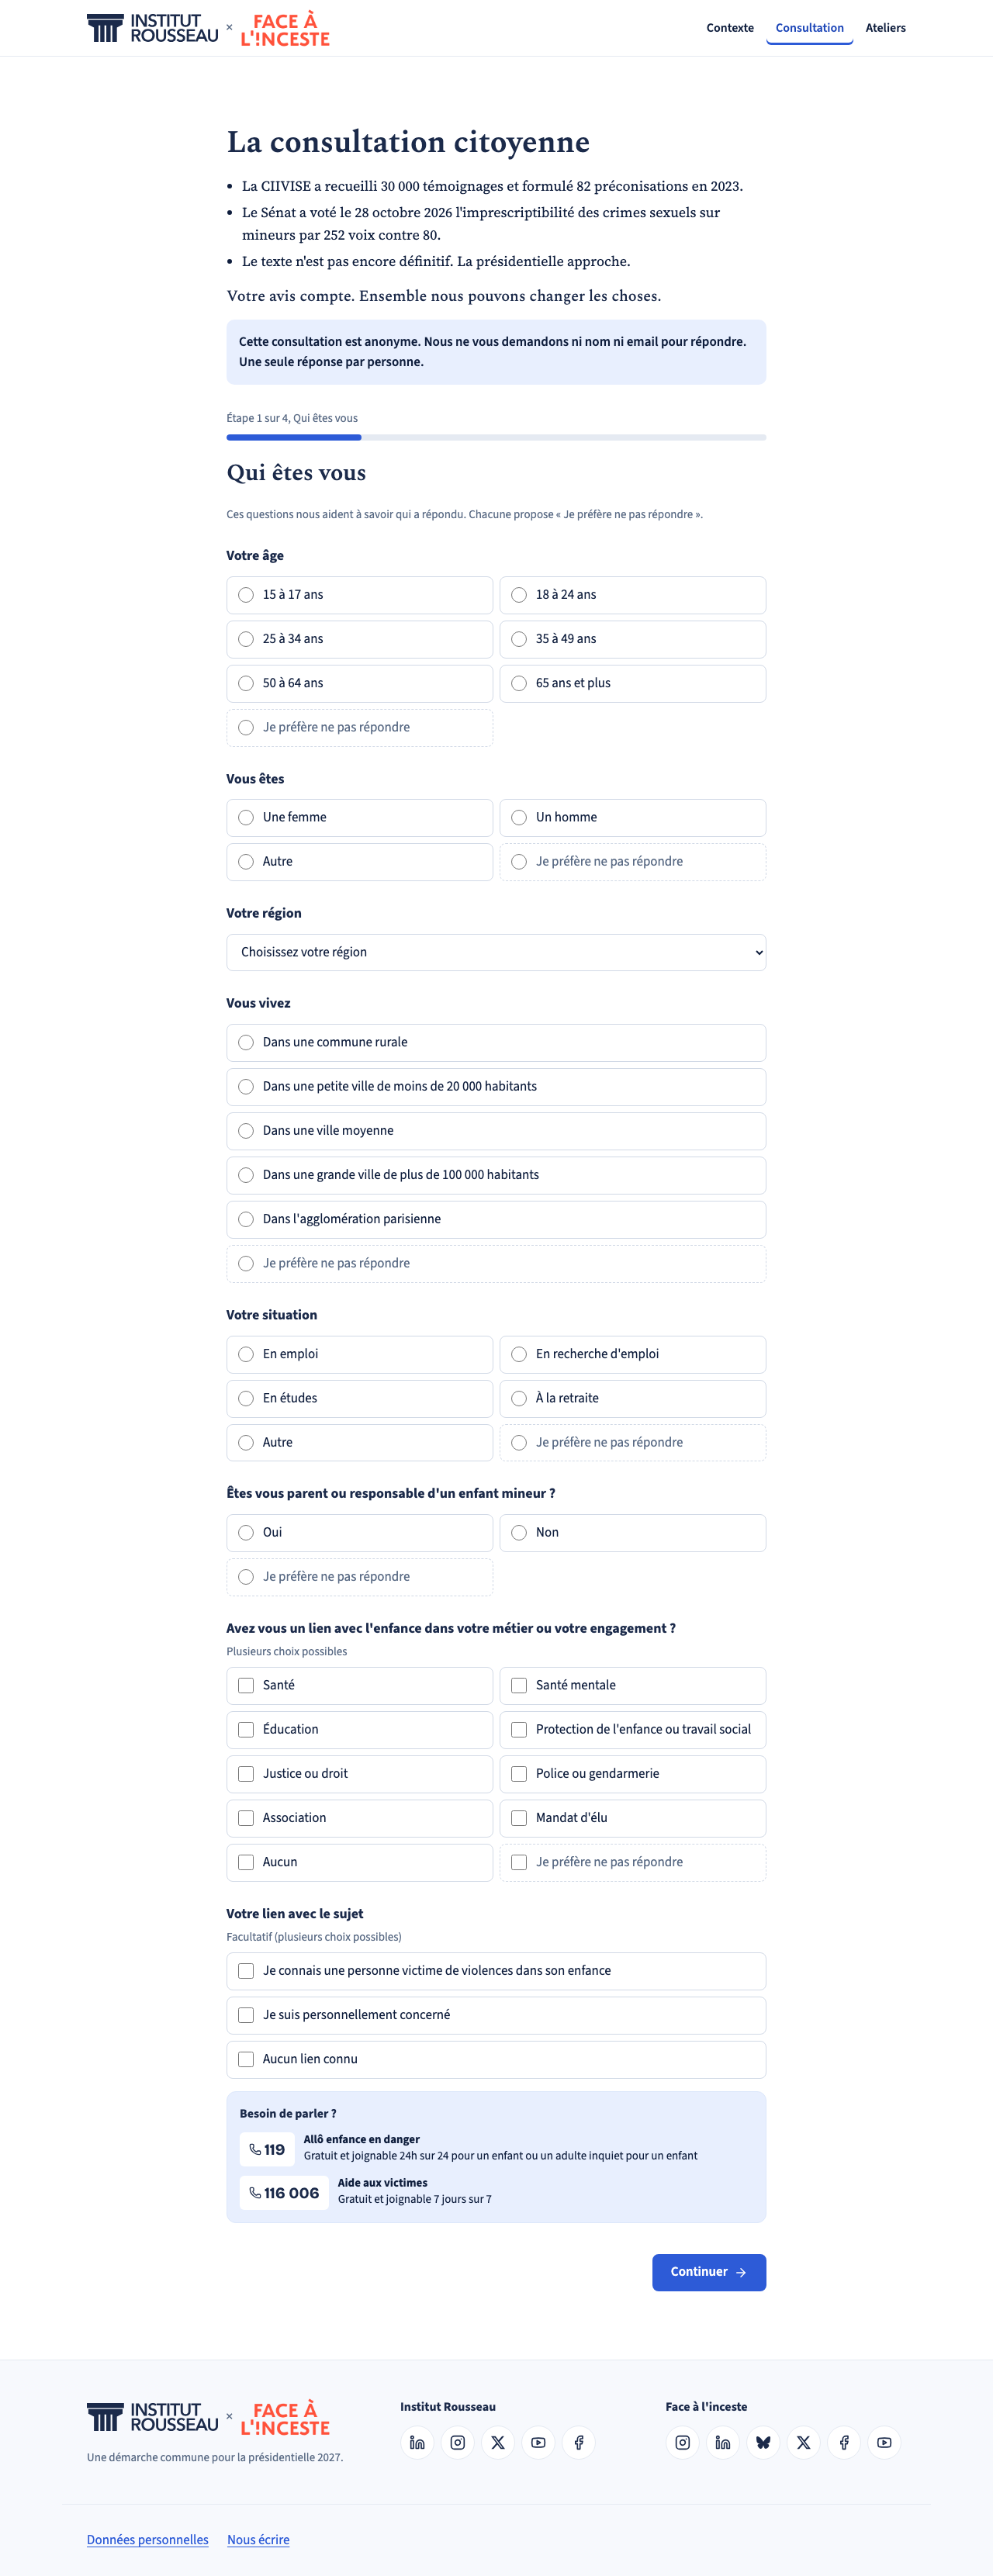 INSTITUT
ROUSSEAU
×
FACE À
L'INCESTE
Contexte
Consultation
Ateliers
La consultation citoyenne
• La CIIVISE a recueilli 30 000 témoignages et formulé 82 préconisations en 2023.
• Le Sénat a voté le 28 octobre 2026 l'imprescriptibilité des crimes sexuels sur
mineurs par 252 voix contre 80.
• Le texte n'est pas encore définitif. La présidentielle approche.
Votre avis compte. Ensemble nous pouvons changer les choses.
Cette consultation est anonyme. Nous ne vous demandons ni nom ni email pour répondre.
Une seule réponse par personne.
Étape 1 sur 4, Qui êtes vous
Qui êtes vous
Ces questions nous aident à savoir qui a répondu. Chacune propose « Je préfère ne pas répondre ».
Votre âge
15 à 17 ans
18 à 24 ans
25 à 34 ans
35 à 49 ans
50 à 64 ans
65 ans et plus
Je préfère ne pas répondre
Vous êtes
Une femme
Un homme
Autre
Je préfère ne pas répondre
Votre région
Choisissez votre région
Vous vivez
Dans une commune rurale
Dans une petite ville de moins de 20 000 habitants
Dans une ville moyenne
Dans une grande ville de plus de 100 000 habitants
Dans l'agglomération parisienne
Je préfère ne pas répondre
Votre situation
En emploi
En recherche d'emploi
En études
À la retraite
Autre
Je préfère ne pas répondre
Êtes vous parent ou responsable d'un enfant mineur ?
Oui
Non
Je préfère ne pas répondre
Avez vous un lien avec l'enfance dans votre métier ou votre engagement ?
Plusieurs choix possibles
Santé
Santé mentale
Éducation
Protection de l'enfance ou travail social
Justice ou droit
Police ou gendarmerie
Association
Mandat d'élu
Aucun
Je préfère ne pas répondre
Votre lien avec le sujet
Facultatif (plusieurs choix possibles)
Je connais une personne victime de violences dans son enfance
Je suis personnellement concerné
Aucun lien connu
Besoin de parler ?
119
Allô enfance en danger
Gratuit et joignable 24h sur 24 pour un enfant ou un adulte inquiet pour un enfant
116 006
Aide aux victimes
Gratuit et joignable 7 jours sur 7
Continuer →
INSTITUT
ROUSSEAU
×
FACE À
L'INCESTE
Une démarche commune pour la présidentielle 2027.
Institut Rousseau
Face à l'inceste
Données personnelles
Nous écrire